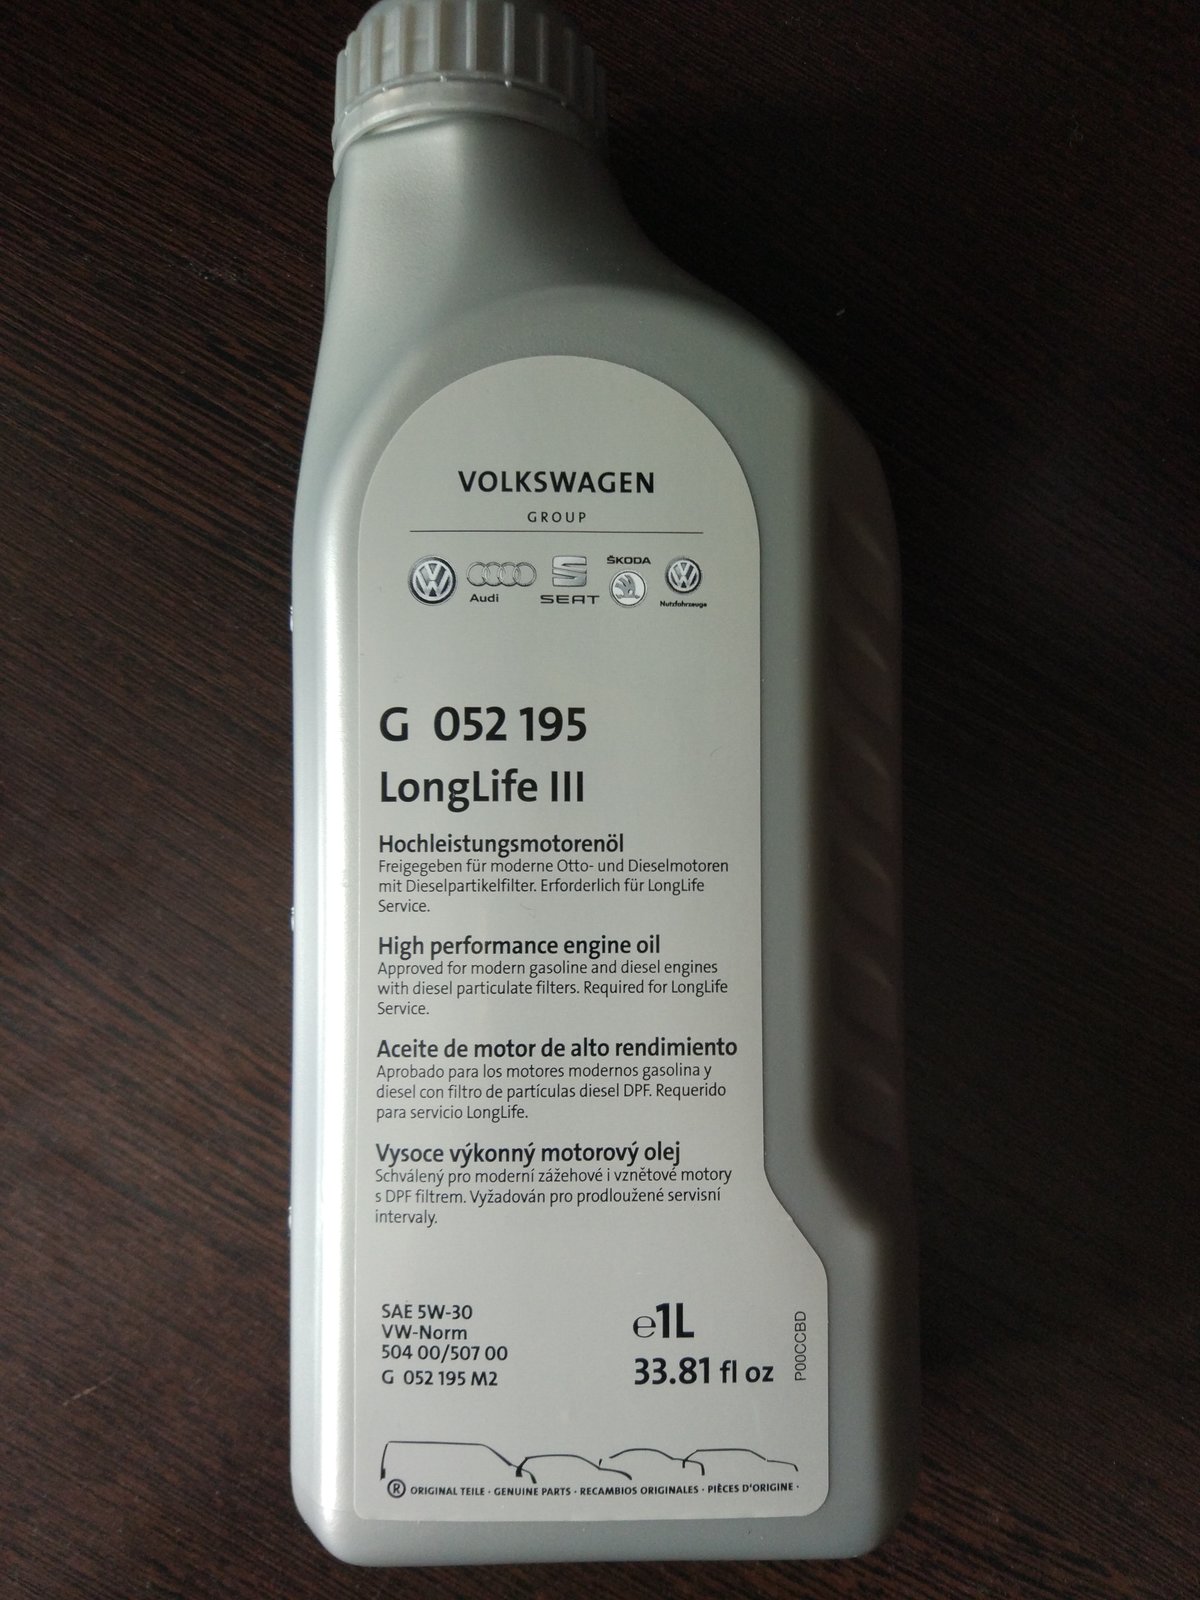 VOLKSWAGEN
GROUP
Audi
SEAT
ŠKODA
Nutzfahrzeuge
G 052 195
LongLife III
Hochleistungsmotorenöl
Freigegeben für moderne Otto- und Dieselmotoren
mit Dieselpartikelfilter. Erforderlich für LongLife
Service.
High performance engine oil
Approved for modern gasoline and diesel engines
with diesel particulate filters. Required for LongLife
Service.
Aceite de motor de alto rendimiento
Aprobado para los motores modernos gasolina y
diesel con filtro de partículas diesel DPF. Requerido
para servicio LongLife.
Vysoce výkonný motorový olej
Schválený pro moderní zážehové i vznětové motory
s DPF filtrem. Vyžadován pro prodloužené servisní
intervaly.
SAE 5W-30
VW-Norm
504 00/507 00
G 052 195 M2
℮1L
33.81 fl oz
P00CCBD
® ORIGINAL TEILE · GENUINE PARTS · RECAMBIOS ORIGINALES · PIÈCES D'ORIGINE ·